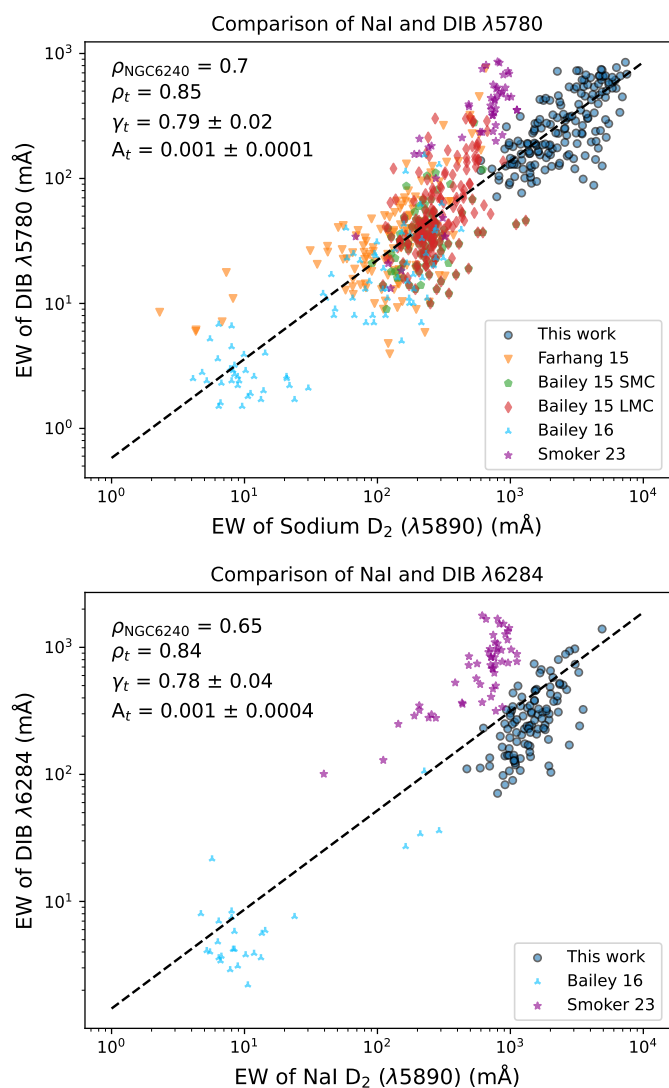 Comparison of NaI and DIB λ5780
ρNGC6240 = 0.7
ρt = 0.85
γt = 0.79 ± 0.02
At = 0.001 ± 0.0001
EW of DIB λ5780 (mÅ)
10³
10²
10¹
10⁰
This work
Farhang 15
Bailey 15 SMC
Bailey 15 LMC
Bailey 16
Smoker 23
10⁰ 10¹ 10² 10³ 10⁴
EW of Sodium D₂ (λ5890) (mÅ)
Comparison of NaI and DIB λ6284
ρNGC6240 = 0.65
ρt = 0.84
γt = 0.78 ± 0.04
At = 0.001 ± 0.0004
EW of DIB λ6284 (mÅ)
10³
10²
10¹
This work
Bailey 16
Smoker 23
10⁰ 10¹ 10² 10³ 10⁴
EW of NaI D₂ (λ5890) (mÅ)